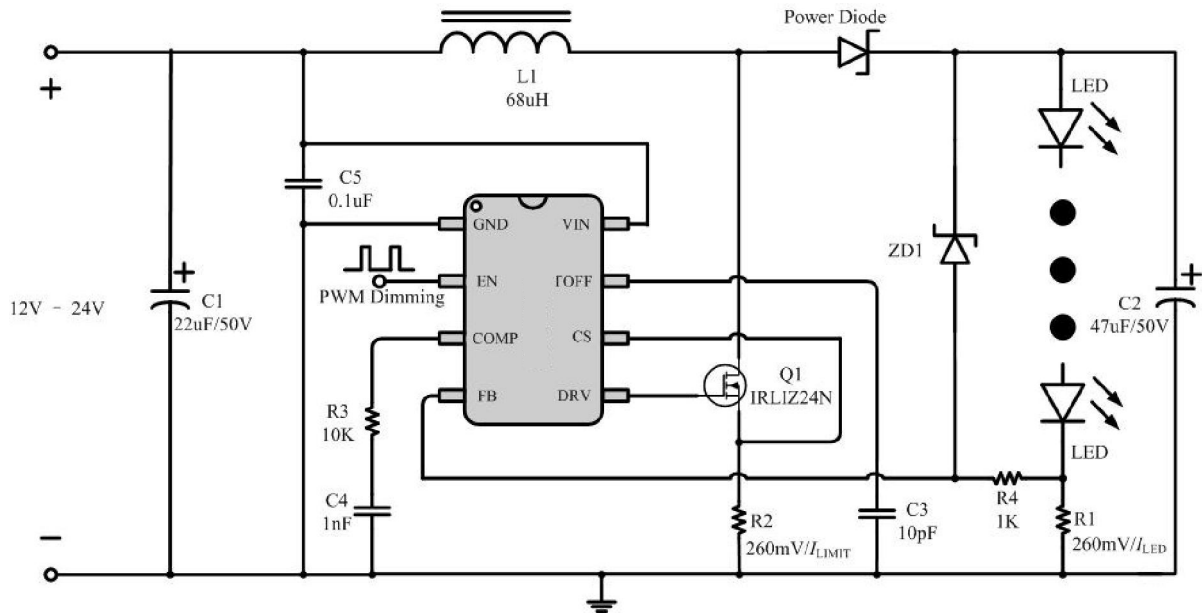 Power Diode
L1
68uH
LED
C5
0.1uF
GND
VIN
ZD1
PWM Dimming
EN
TOFF
12V - 24V
C1
22uF/50V
C2
47uF/50V
COMP
CS
Q1
IRLIZ24N
R3
10K
FB
DRV
LED
C4
1nF
R2
260mV/ILIMIT
C3
10pF
R4
1K
R1
260mV/ILED